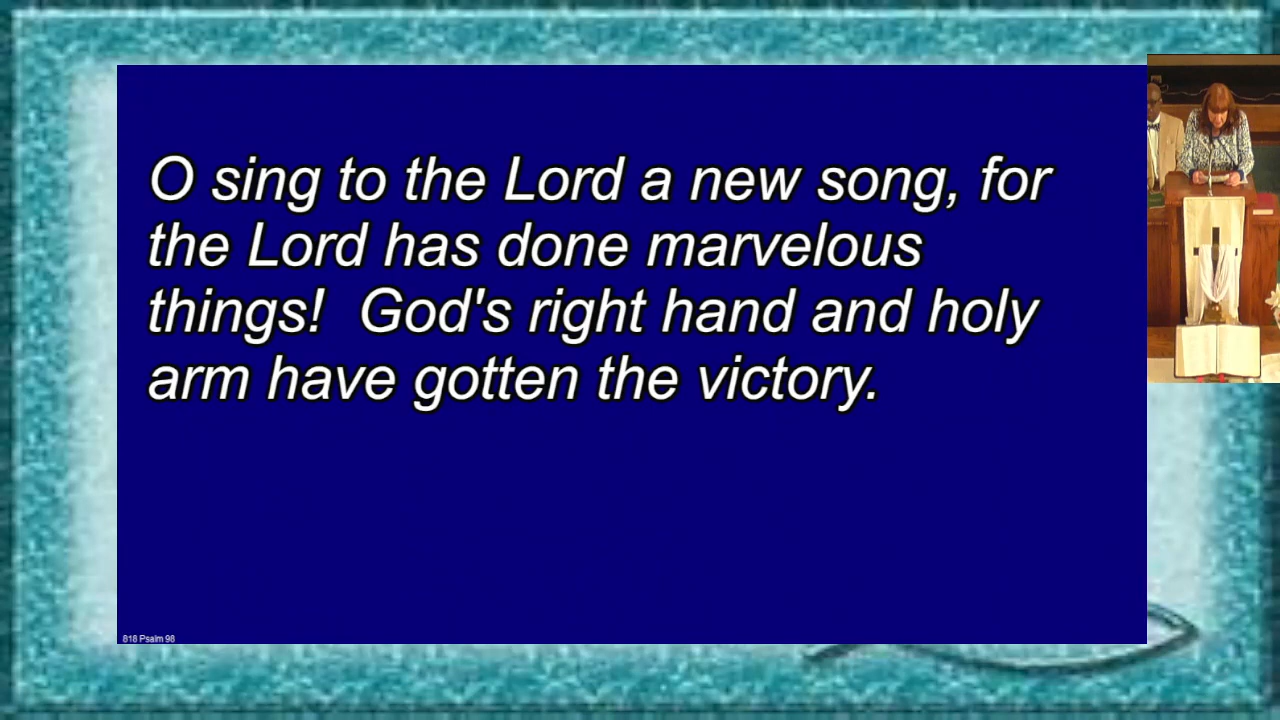 O sing to the Lord a new song, for
the Lord has done marvelous
things!  God's right hand and holy
arm have gotten the victory.
818 Psalm 98